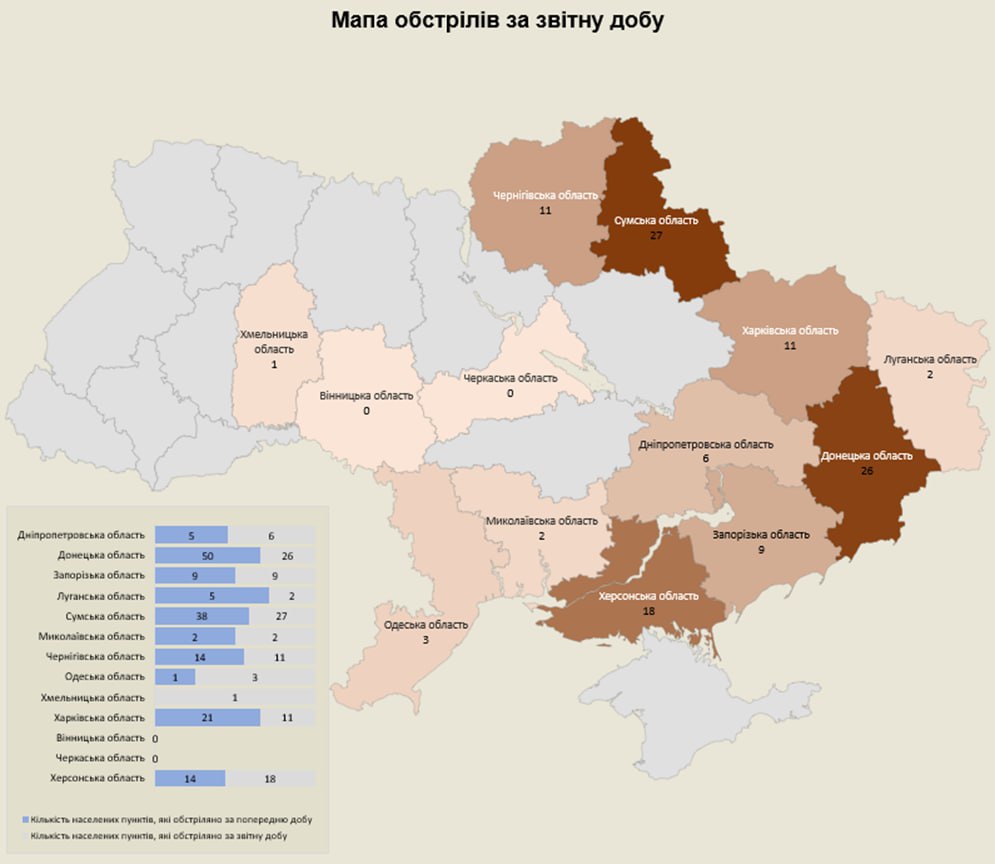 Мапа обстрілів за звітну добу
Чернігівська область
11
Сумська область
27
Харківська область
11
Хмельницька
область
1
Луганська область
2
Черкаська область
0
Вінницька область
0
Дніпропетровська область
6
Донецька область
26
Миколаївська область
2
Запорізька область
9
Херсонська область
18
Одеська область
3
Дніпропетровська область 5 6
Донецька область 50 26
Запорізька область 9 9
Луганська область 5 2
Сумська область 38 27
Миколаївська область 2 2
Чернігівська область 14 11
Одеська область 1 3
Хмельницька область 1
Харківська область 21 11
Вінницька область 0
Черкаська область 0
Херсонська область 14 18
Кількість населених пунктів, які обстріляно за попередню добу
Кількість населених пунктів, які обстріляно за звітну добу